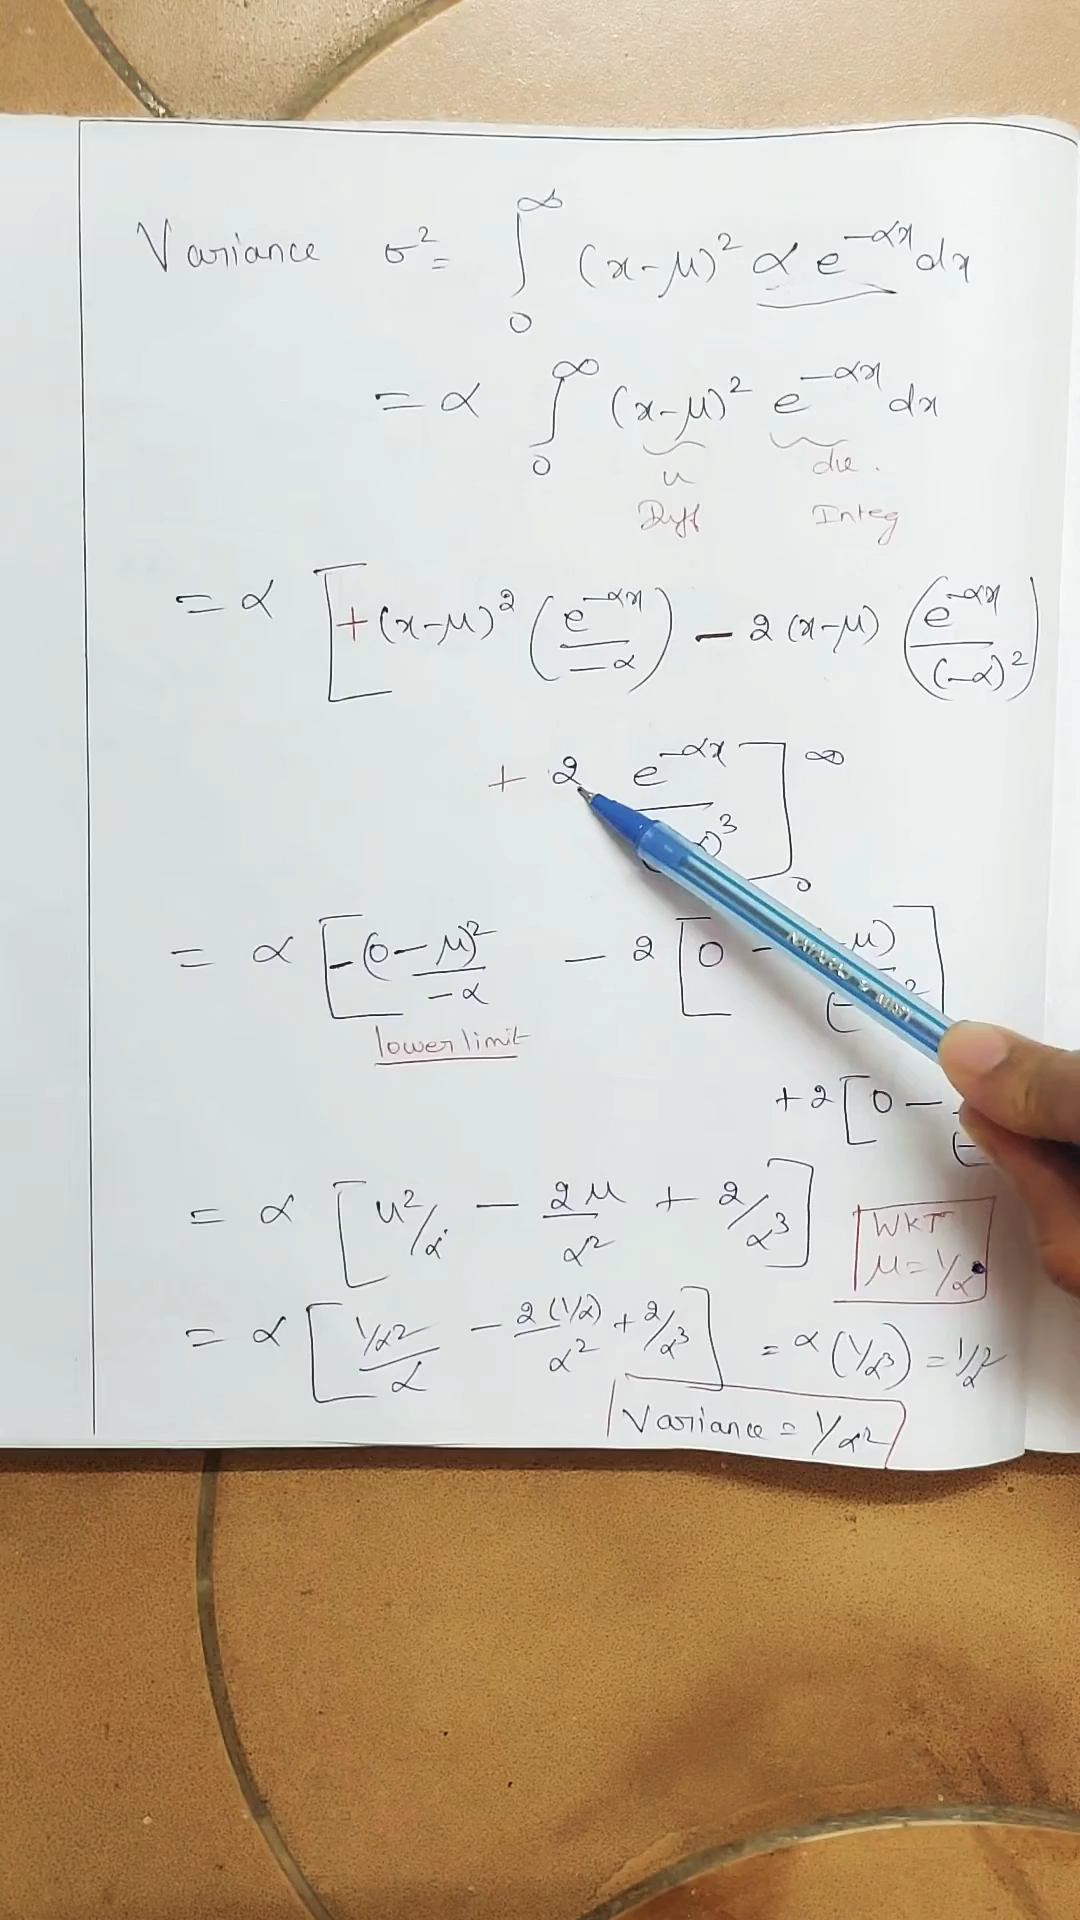 Variance σ² = ∫₀^∞ (x-μ)² α e^{-αx} dx
= α ∫₀^∞ (x-μ)² e^{-αx} dx
u dv.
Diff Integ
= α [ + (x-μ)² (e^{-αx}/-α) - 2 (x-μ) (e^{-αx}/(-α)²)
+ 2 e^{-αx}/ ³ ]₀^∞
= α [ -(0-μ)²/-α - 2 [ 0 - μ)/( ² ]
lower limit
+ 2 [ 0 -
= α [ μ²/α - 2μ/α² + 2/α³ ]
WKT
μ = 1/α
= α [ 1/α²/α - 2(1/α)/α² + 2/α³ ] = α (1/α³) = 1/α²
Variance = 1/α²